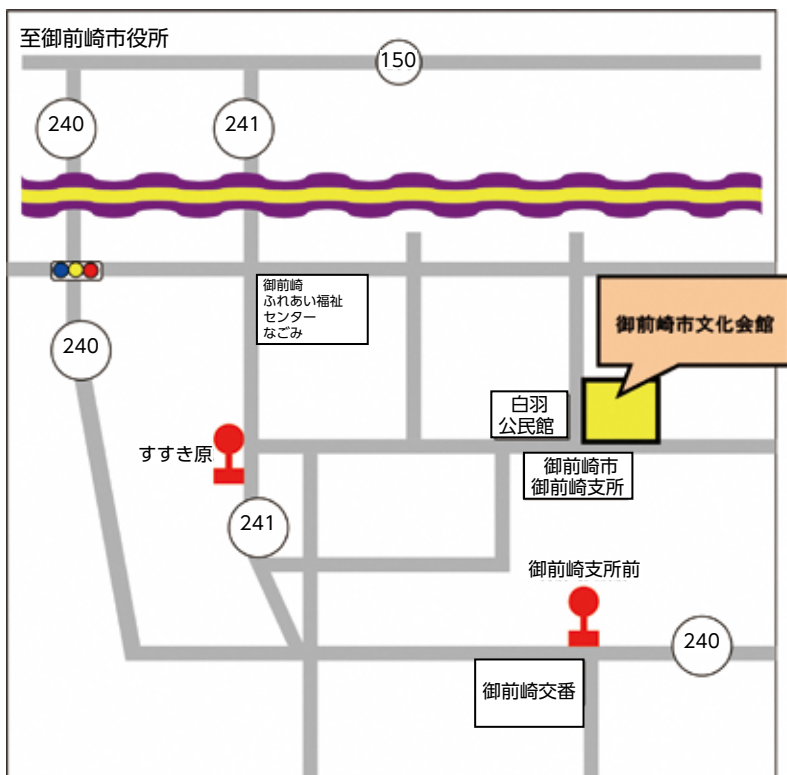 至御前崎市役所
150
240
241
御前崎
ふれあい福祉
センター
なごみ
御前崎市文化会館
240
白羽
公民館
すすき原
御前崎市
御前崎支所
241
御前崎支所前
240
御前崎交番